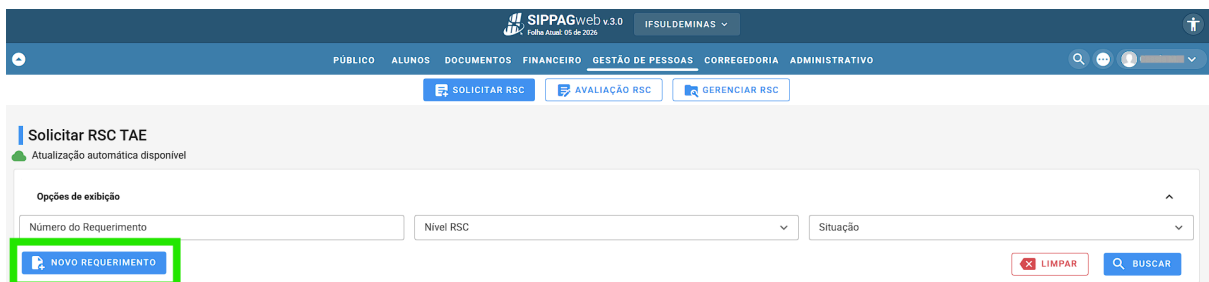 SIPPAGWeb v.3.0
Folha Atual: 05 de 2026
IFSULDEMINAS
PÚBLICO ALUNOS DOCUMENTOS FINANCEIRO GESTÃO DE PESSOAS CORREGEDORIA ADMINISTRATIVO
SOLICITAR RSC AVALIAÇÃO RSC GERENCIAR RSC
Solicitar RSC TAE
Atualização automática disponível
Opções de exibição
Número do Requerimento Nível RSC Situação
NOVO REQUERIMENTO LIMPAR BUSCAR